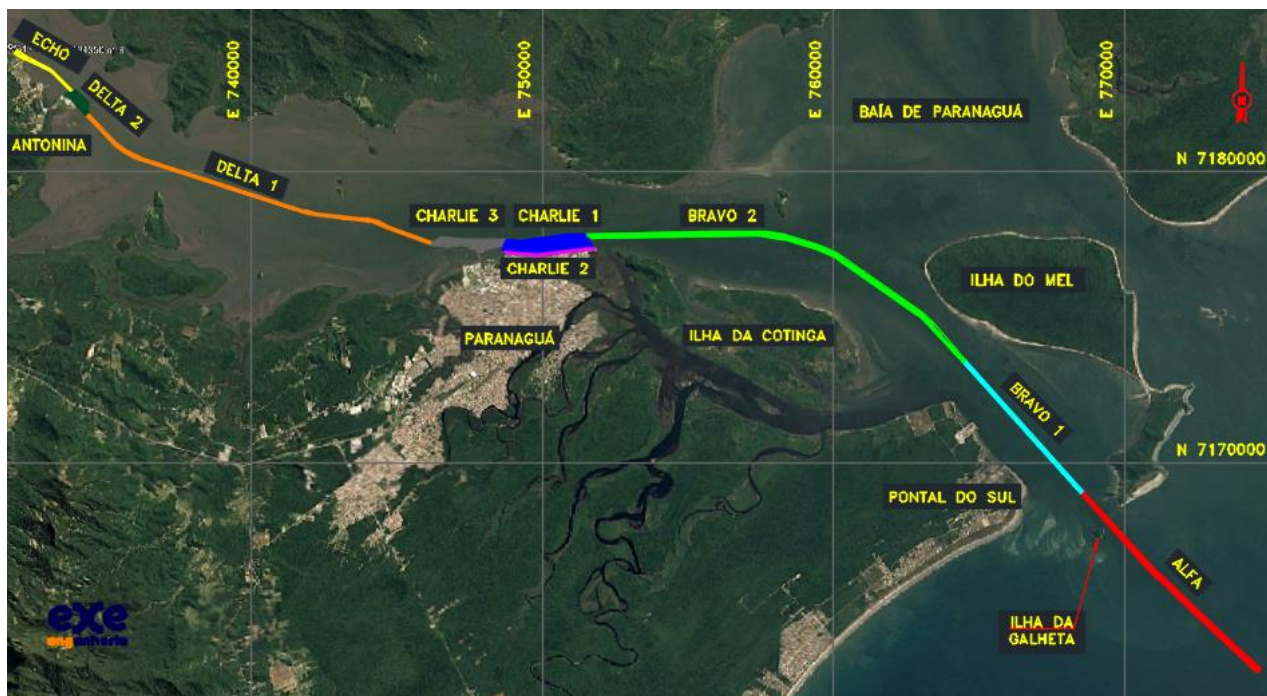 ECHO
DELTA 2
ANTONINA
DELTA 1
E 740000
E 750000
E 760000
E 770000
BAÍA DE PARANAGUÁ
N
N 7180000
CHARLIE 3
CHARLIE 1
BRAVO 2
CHARLIE 2
ILHA DO MEL
PARANAGUÁ
ILHA DA COTINGA
BRAVO 1
N 7170000
PONTAL DO SUL
ALFA
ILHA DA
GALHETA
exe
engenharia